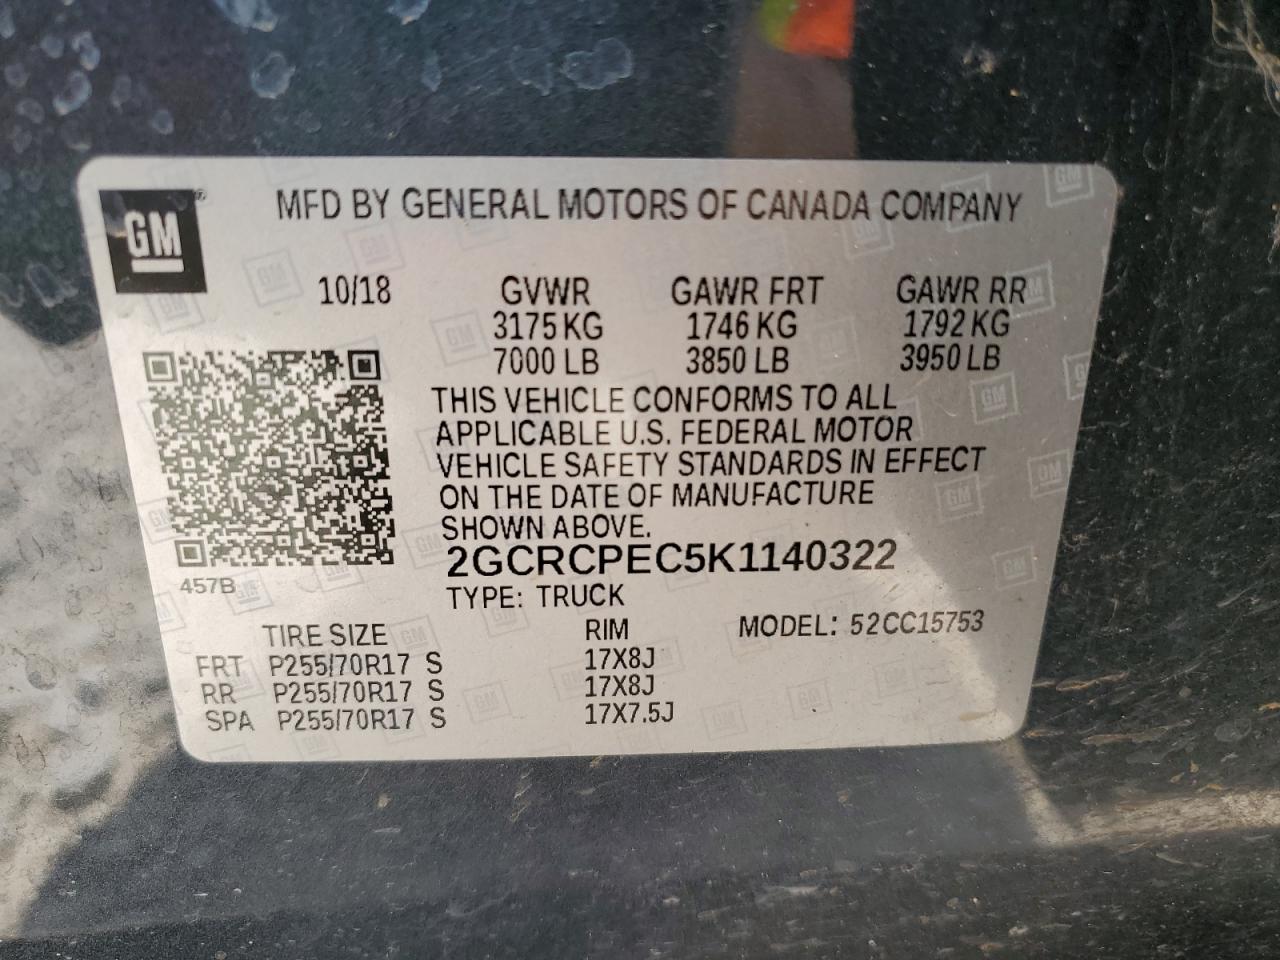 GM®
MFD BY GENERAL MOTORS OF CANADA COMPANY
10/18 GVWR GAWR FRT GAWR RR
3175 KG 1746 KG 1792 KG
7000 LB 3850 LB 3950 LB
THIS VEHICLE CONFORMS TO ALL
APPLICABLE U.S. FEDERAL MOTOR
VEHICLE SAFETY STANDARDS IN EFFECT
ON THE DATE OF MANUFACTURE
SHOWN ABOVE.
457B
2GCRCPEC5K1140322
TYPE: TRUCK
TIRE SIZE RIM MODEL: 52CC15753
FRT P255/70R17 S 17X8J
RR P255/70R17 S 17X8J
SPA P255/70R17 S 17X7.5J